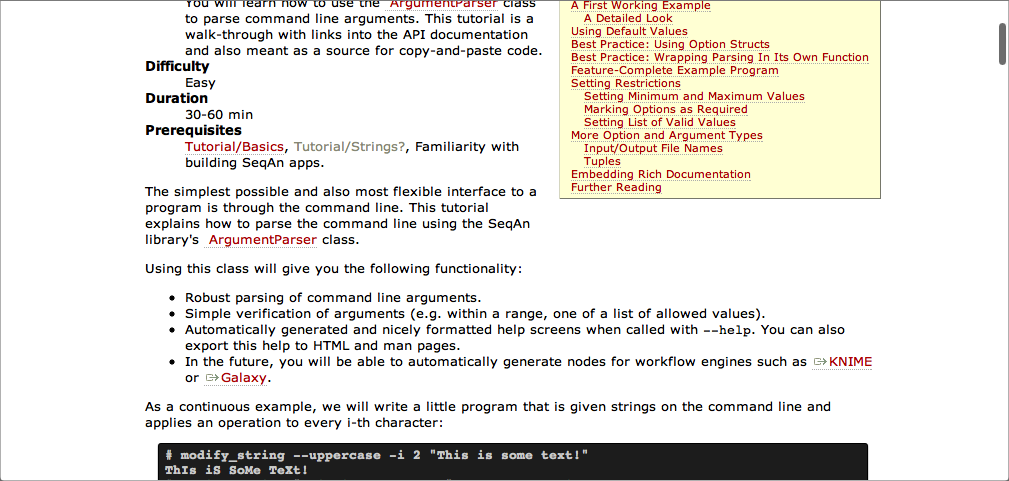 You will learn how to use the ArgumentParser class
to parse command line arguments. This tutorial is a
walk-through with links into the API documentation
and also meant as a source for copy-and-paste code.
Difficulty
Easy
Duration
30-60 min
Prerequisites
Tutorial/Basics, Tutorial/Strings?, Familiarity with
building SeqAn apps.
The simplest possible and also most flexible interface to a
program is through the command line. This tutorial
explains how to parse the command line using the SeqAn
library's ArgumentParser class.
A First Working Example
A Detailed Look
Using Default Values
Best Practice: Using Option Structs
Best Practice: Wrapping Parsing In Its Own Function
Feature-Complete Example Program
Setting Restrictions
Setting Minimum and Maximum Values
Marking Options as Required
Setting List of Valid Values
More Option and Argument Types
Input/Output File Names
Tuples
Embedding Rich Documentation
Further Reading
Using this class will give you the following functionality:
• Robust parsing of command line arguments.
• Simple verification of arguments (e.g. within a range, one of a list of allowed values).
• Automatically generated and nicely formatted help screens when called with --help. You can also
export this help to HTML and man pages.
• In the future, you will be able to automatically generate nodes for workflow engines such as KNIME
or Galaxy.
As a continuous example, we will write a little program that is given strings on the command line and
applies an operation to every i-th character:
# modify_string --uppercase -i 2 "This is some text!"
ThIs iS SoMe TeXt!